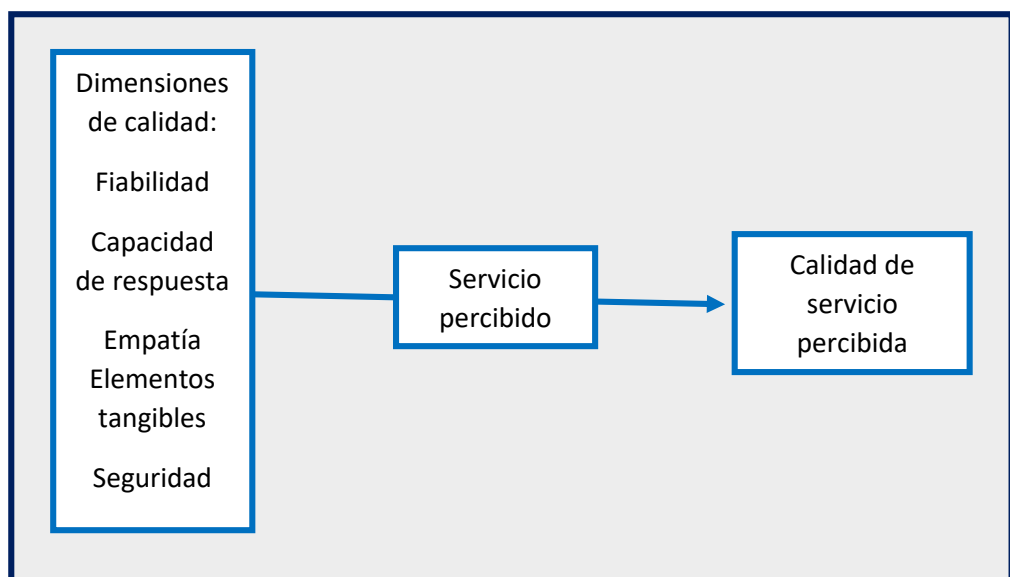 Dimensiones
de calidad:
Fiabilidad
Capacidad
de respuesta
Empatía
Elementos
tangibles
Seguridad
Servicio
percibido
Calidad de
servicio
percibida